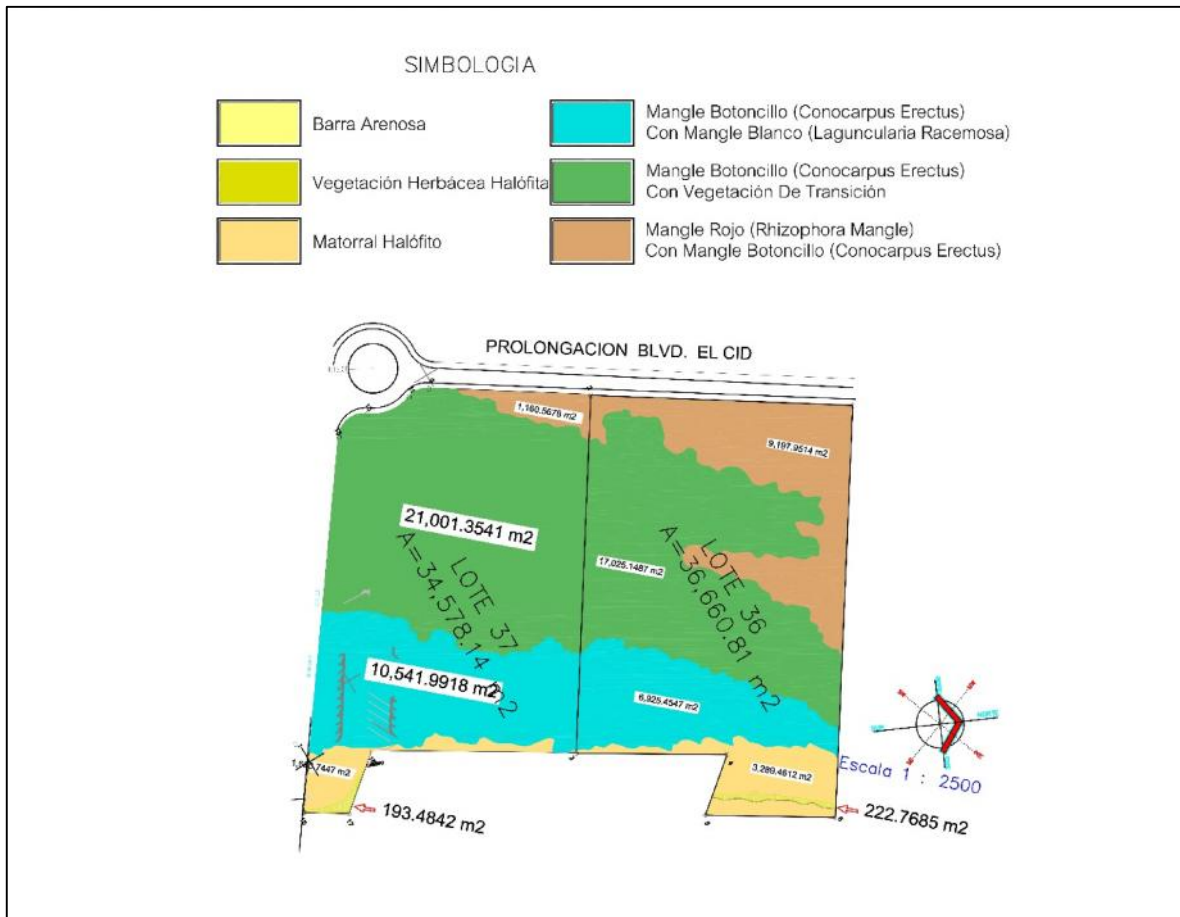 SIMBOLOGIA
Barra Arenosa
Vegetación Herbácea Halófita
Matorral Halófito
Mangle Botoncillo (Conocarpus Erectus)
Con Mangle Blanco (Laguncularia Racemosa)
Mangle Botoncillo (Conocarpus Erectus)
Con Vegetación De Transición
Mangle Rojo (Rhizophora Mangle)
Con Mangle Botoncillo (Conocarpus Erectus)
PROLONGACION BLVD. EL CID
1,160.5678 m2
9,197.9514 m2
21,001.3541 m2
17,025.1487 m2
LOTE 37
A=34,578.14 m2
LOTE 36
A=36,660.81 m2
10,541.9918 m2
6,925.4547 m2
3,289.4612 m2
Escala 1 : 2500
193.4842 m2
222.7685 m2